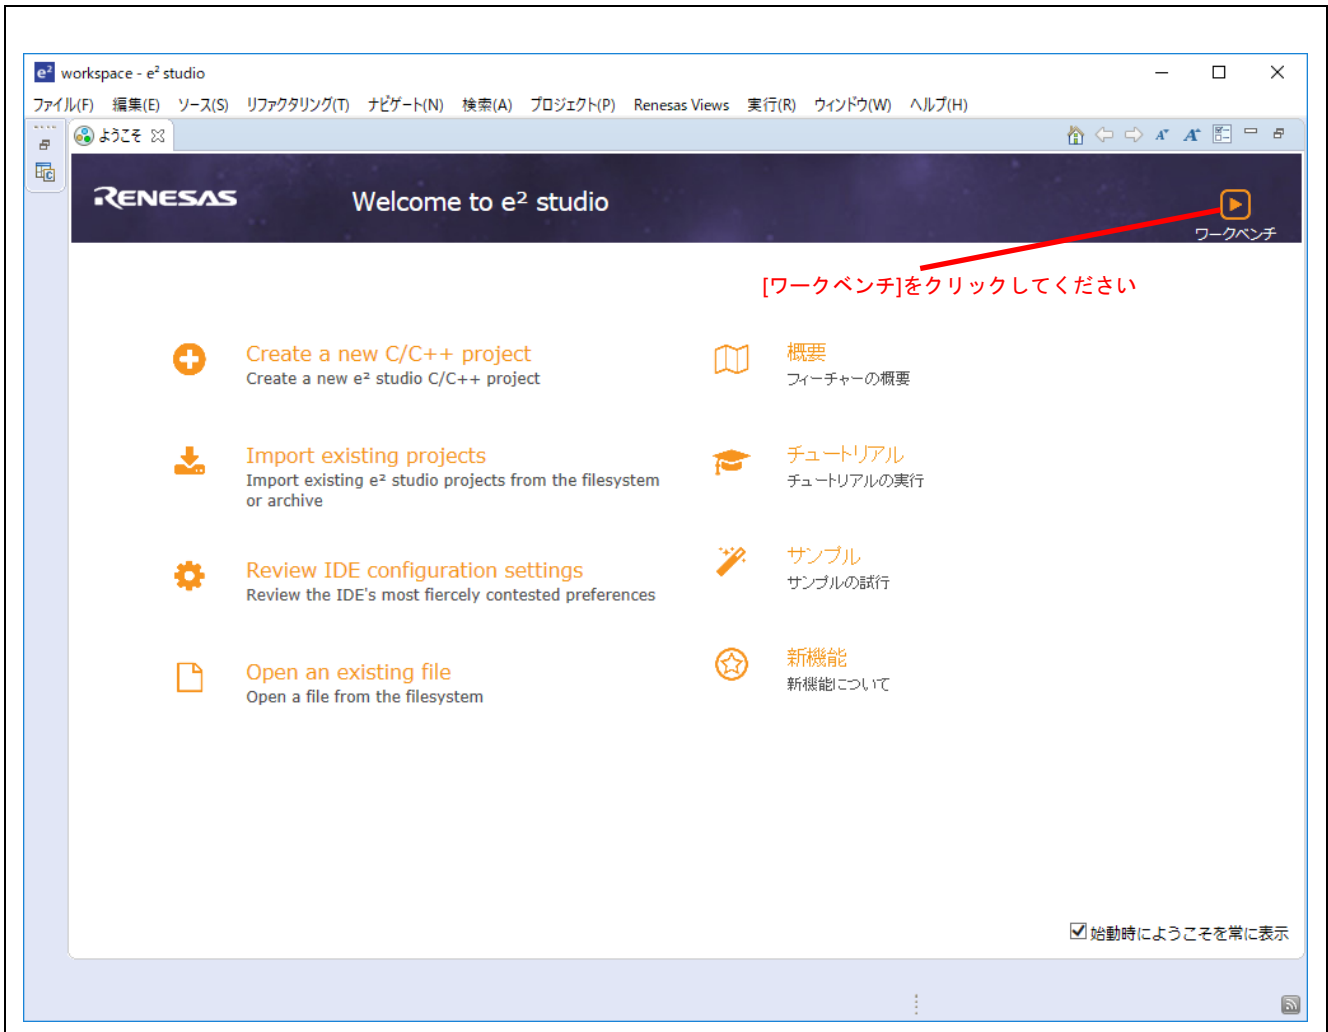 workspace - e² studio
ファイル(F) 編集(E) ソース(S) リファクタリング(T) ナビゲート(N) 検索(A) プロジェクト(P) Renesas Views 実行(R) ウィンドウ(W) ヘルプ(H)
ようこそ
RENESAS
Welcome to e² studio
ワークベンチ
[ワークベンチ]をクリックしてください
Create a new C/C++ project
Create a new e² studio C/C++ project
概要
フィーチャーの概要
Import existing projects
Import existing e² studio projects from the filesystem
or archive
チュートリアル
チュートリアルの実行
Review IDE configuration settings
Review the IDE's most fiercely contested preferences
サンプル
サンプルの試行
Open an existing file
Open a file from the filesystem
新機能
新機能について
始動時にようこそを常に表示